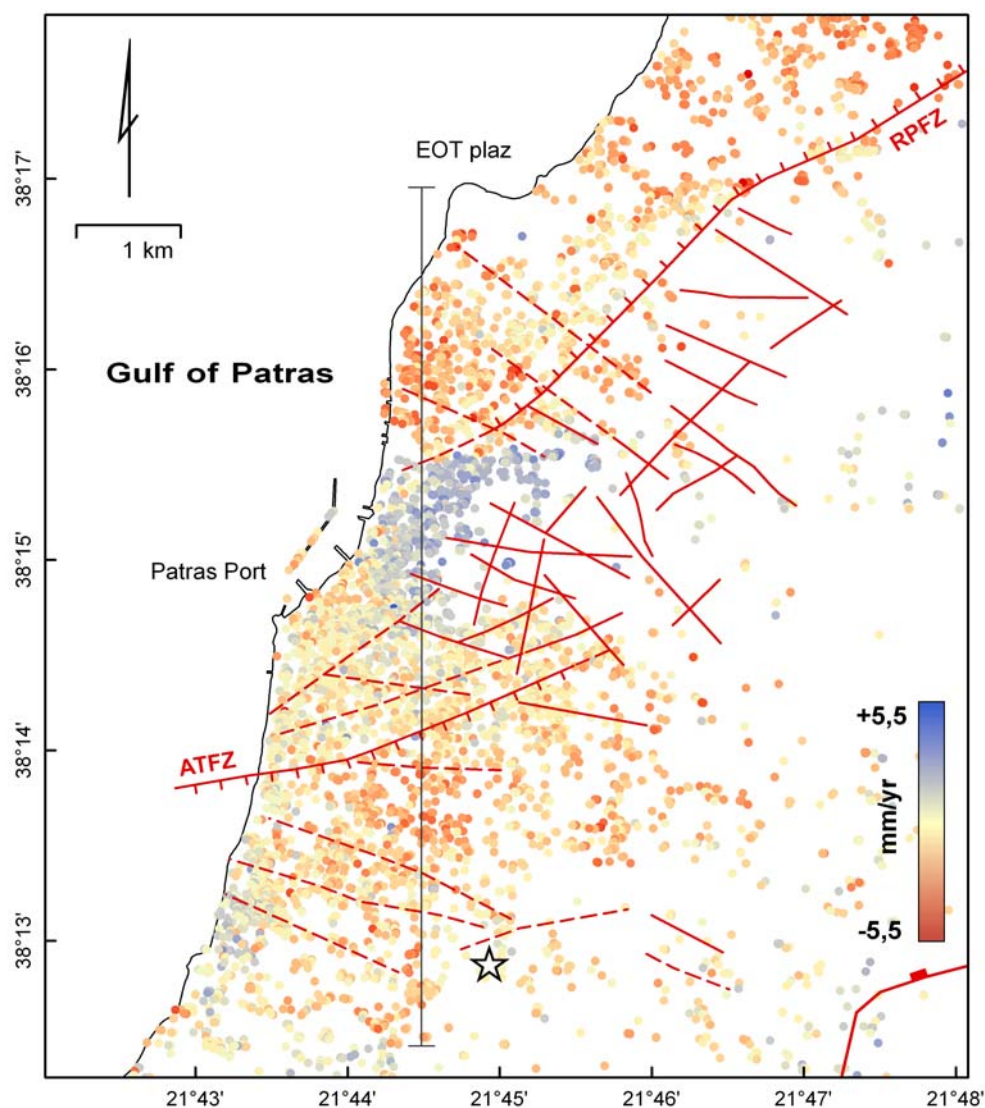 EOT plaz
RPFZ
38°17'
1 km
38°16'
Gulf of Patras
38°15'
Patras Port
38°14'
ATFZ
+5,5
mm/yr
-5,5
38°13'
21°43'
21°44'
21°45'
21°46'
21°47'
21°48'